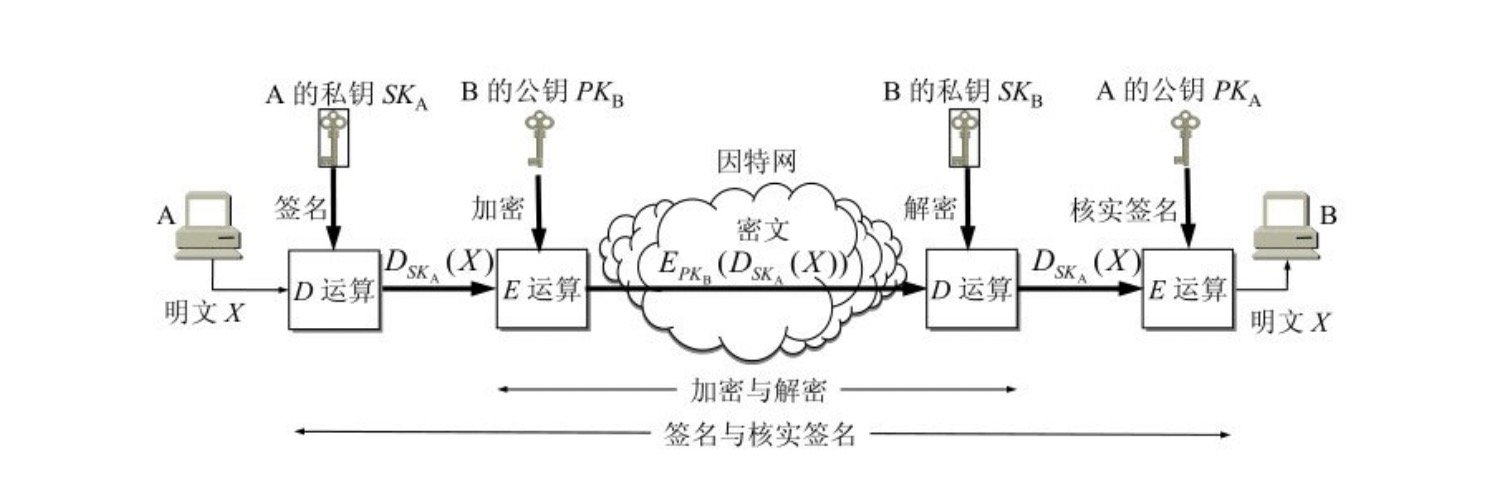 A 的私钥 SK_A
B 的公钥 PK_B
B 的私钥 SK_B
A 的公钥 PK_A
因特网
A
签名
加密
密文
解密
核实签名
B
D 运算
D_{SK_A}(X)
E 运算
E_{PK_B}(D_{SK_A}(X))
D 运算
D_{SK_A}(X)
E 运算
明文 X
明文 X
加密与解密
签名与核实签名